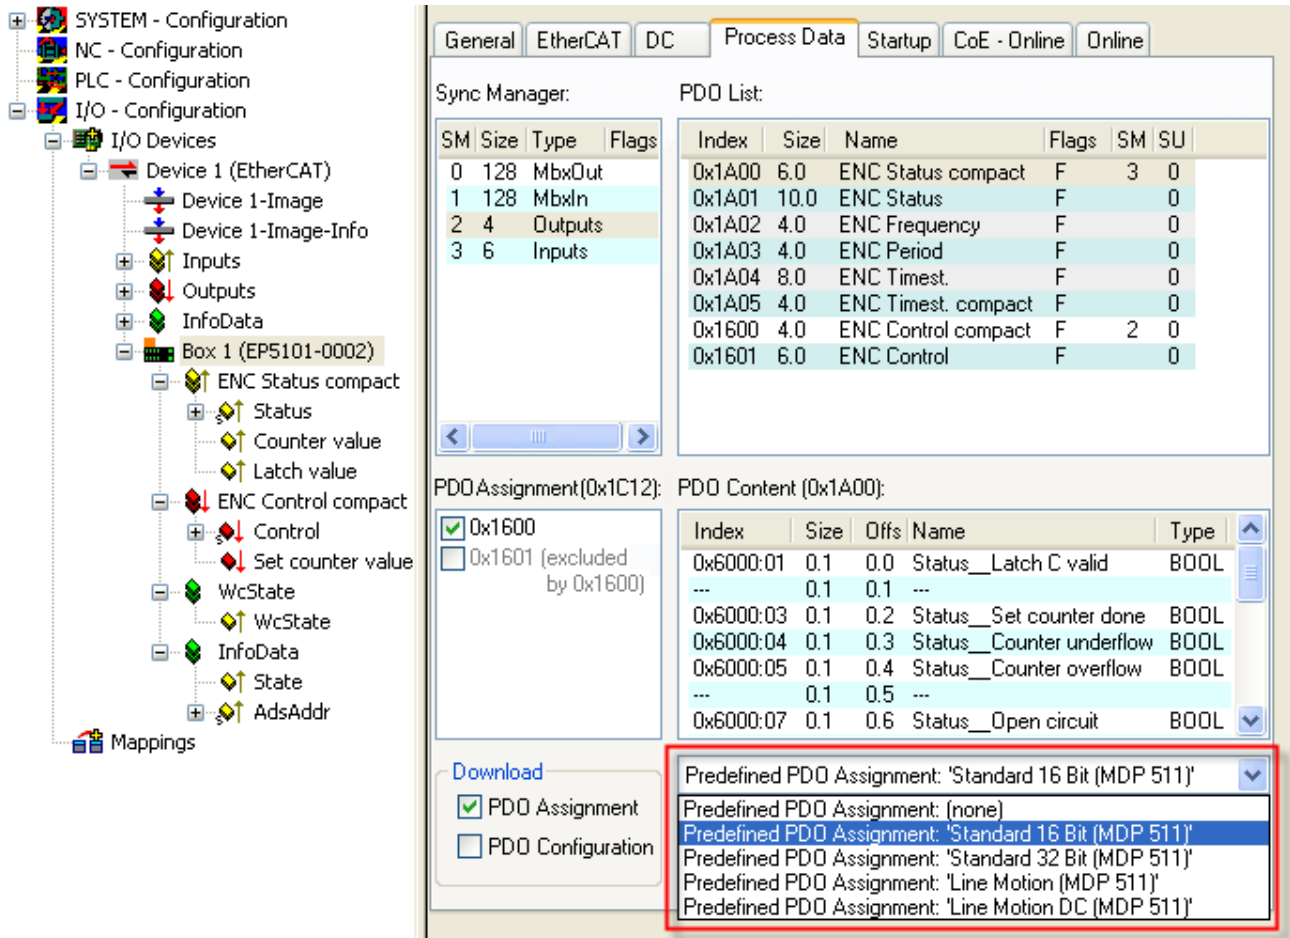 SYSTEM - Configuration
NC - Configuration
PLC - Configuration
I/O - Configuration
I/O Devices
Device 1 (EtherCAT)
Device 1-Image
Device 1-Image-Info
Inputs
Outputs
InfoData
Box 1 (EP5101-0002)
ENC Status compact
Status
Counter value
Latch value
ENC Control compact
Control
Set counter value
WcState
WcState
InfoData
State
AdsAddr
Mappings
General EtherCAT DC Process Data Startup CoE - Online Online
Sync Manager:
SM Size Type Flags
0 128 MbxOut
1 128 MbxIn
2 4 Outputs
3 6 Inputs
PDO List:
Index Size Name Flags SM SU
0x1A00 6.0 ENC Status compact F 3 0
0x1A01 10.0 ENC Status F 0
0x1A02 4.0 ENC Frequency F 0
0x1A03 4.0 ENC Period F 0
0x1A04 8.0 ENC Timest. F 0
0x1A05 4.0 ENC Timest. compact F 0
0x1600 4.0 ENC Control compact F 2 0
0x1601 6.0 ENC Control F 0
PDO Assignment (0x1C12):
0x1600
0x1601 (excluded
by 0x1600)
PDO Content (0x1A00):
Index Size Offs Name Type
0x6000:01 0.1 0.0 Status__Latch C valid BOOL
--- 0.1 0.1 ---
0x6000:03 0.1 0.2 Status__Set counter done BOOL
0x6000:04 0.1 0.3 Status__Counter underflow BOOL
0x6000:05 0.1 0.4 Status__Counter overflow BOOL
--- 0.1 0.5 ---
0x6000:07 0.1 0.6 Status__Open circuit BOOL
Download
PDO Assignment
PDO Configuration
Predefined PDO Assignment: 'Standard 16 Bit (MDP 511)'
Predefined PDO Assignment: (none)
Predefined PDO Assignment: 'Standard 16 Bit (MDP 511)'
Predefined PDO Assignment: 'Standard 32 Bit (MDP 511)'
Predefined PDO Assignment: 'Line Motion (MDP 511)'
Predefined PDO Assignment: 'Line Motion DC (MDP 511)'